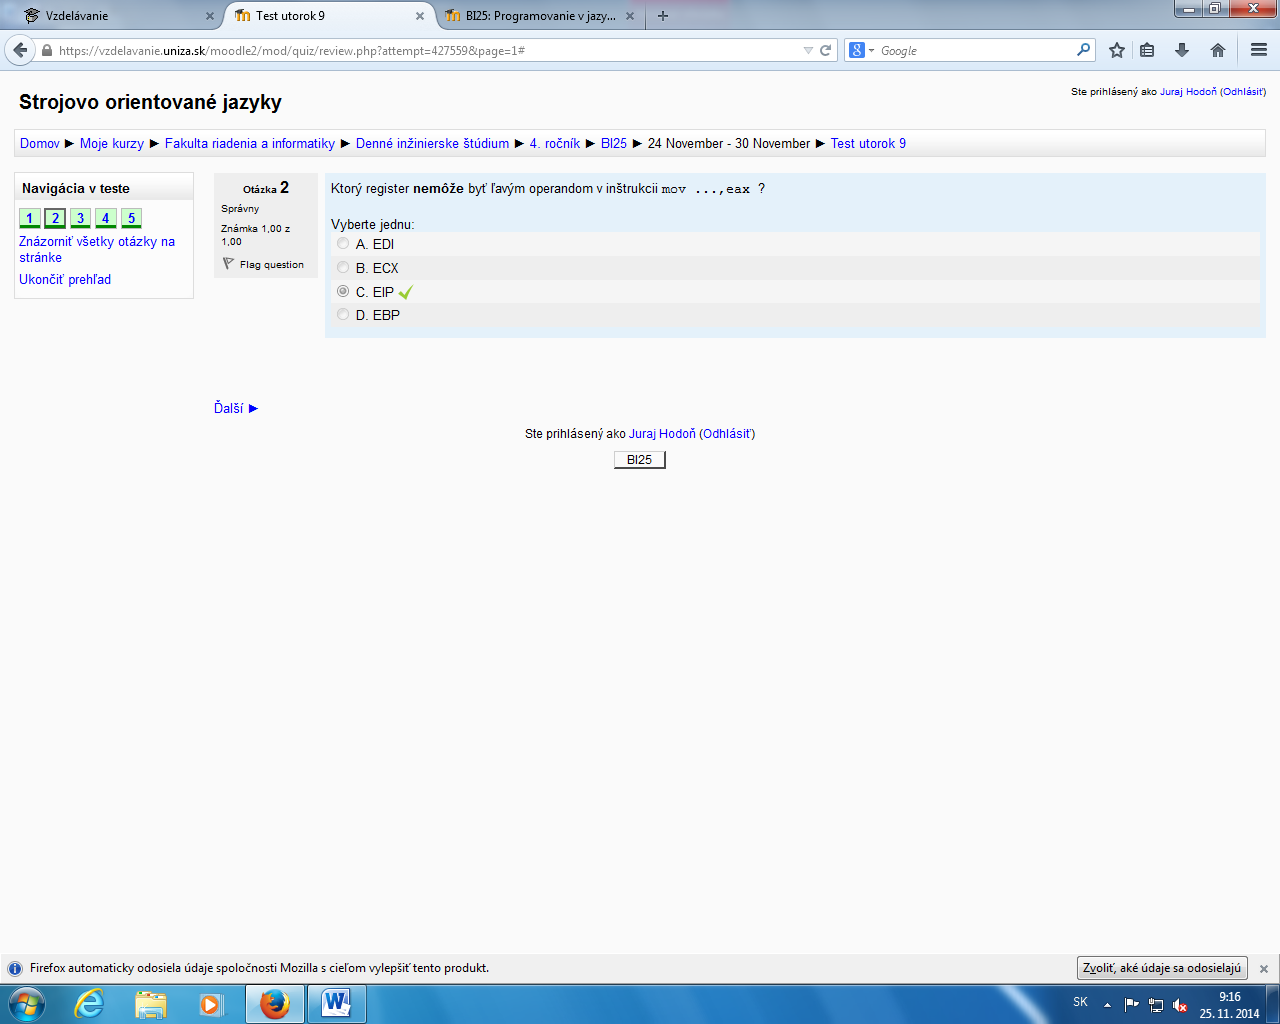 Vzdelávanie
Test utorok 9
BI25: Programovanie v jazy...
https://vzdelavanie.uniza.sk/moodle2/mod/quiz/review.php?attempt=427559&page=1#
Google
Strojovo orientované jazyky
Ste prihlásený ako Juraj Hodoň (Odhlásiť)
Domov ► Moje kurzy ► Fakulta riadenia a informatiky ► Denné inžinierske štúdium ► 4. ročník ► BI25 ► 24 November - 30 November ► Test utorok 9
Navigácia v teste
1 2 3 4 5
Znázorniť všetky otázky na
stránke
Ukončiť prehľad
Otázka 2
Správny
Známka 1,00 z
1,00
Flag question
Ktorý register nemôže byť ľavým operandom v inštrukcii mov ...,eax ?
Vyberte jednu:
A. EDI
B. ECX
C. EIP
D. EBP
Ďalší ►
Ste prihlásený ako Juraj Hodoň (Odhlásiť)
BI25
Firefox automaticky odosiela údaje spoločnosti Mozilla s cieľom vylepšiť tento produkt.
Zvoliť, aké údaje sa odosielajú
SK
9:16
25. 11. 2014